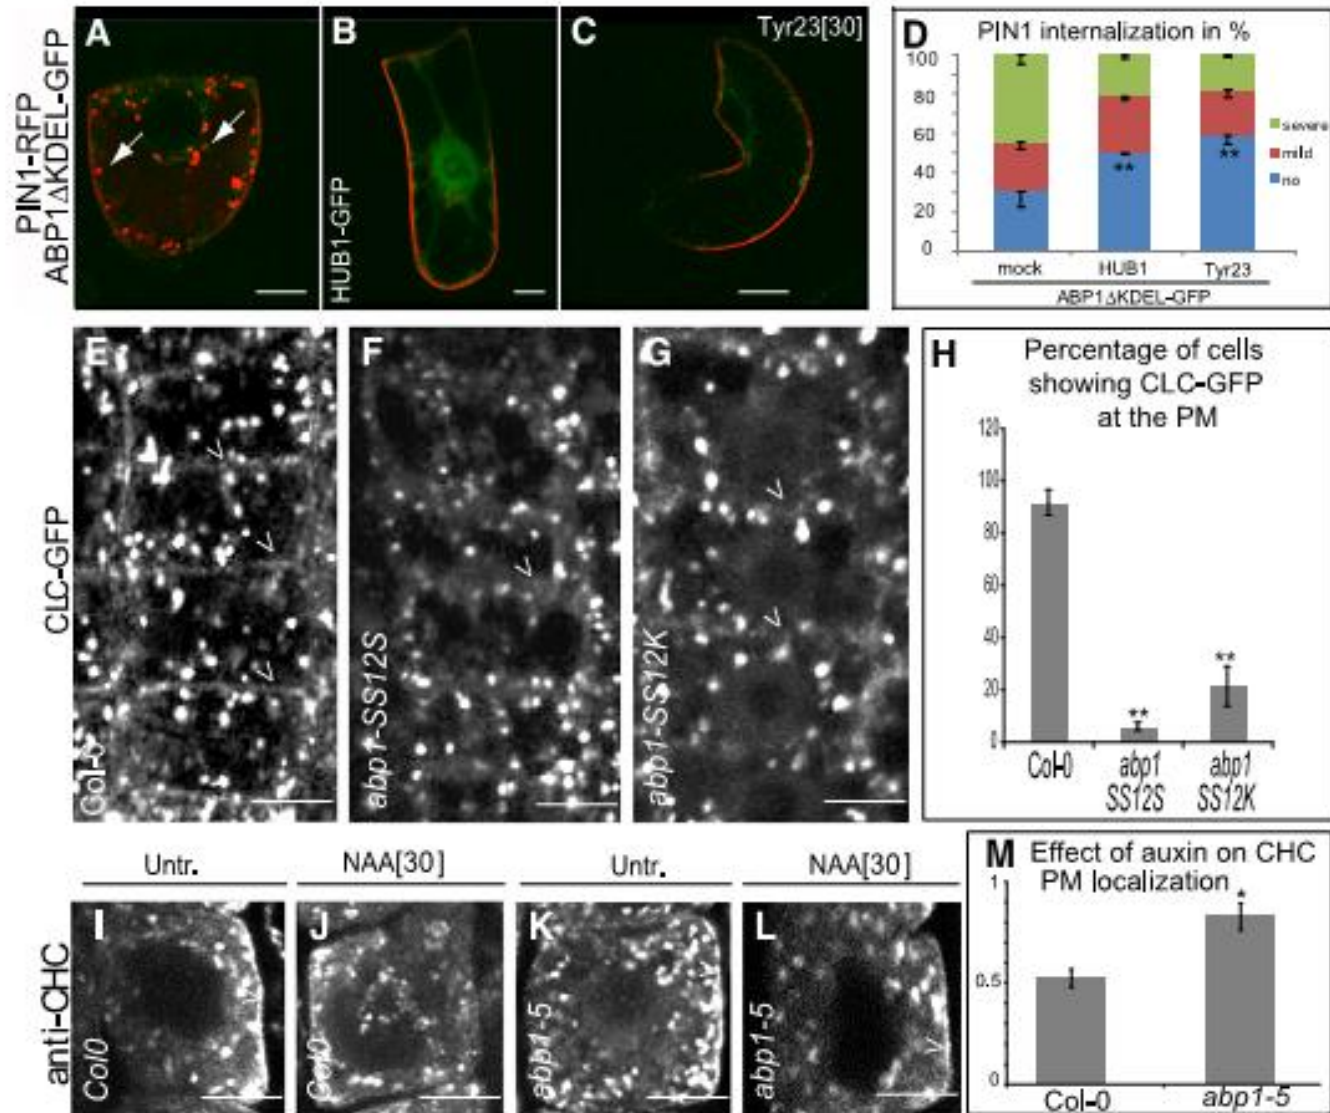 PIN1-RFP
ABP1ΔKDEL-GFP
A
B
HUB1-GFP
C
Tyr23[30]
D
PIN1 internalization in %
100
80
60
40
20
0
severe
mild
no
**
**
mock
HUB1
Tyr23
ABP1ΔKDEL-GFP
CLC-GFP
E
Col-0
F
abp1-SS12S
G
abp1-SS12K
H
Percentage of cells
showing CLC-GFP
at the PM
120
100
80
60
40
20
0
**
**
Col-0
abp1
SS12S
abp1
SS12K
Untr.
NAA[30]
Untr.
NAA[30]
anti-CHC
I
Col0
J
Col0
K
abp1-5
L
abp1-5
M
Effect of auxin on CHC
PM localization
1
0.5
0
*
Col-0
abp1-5